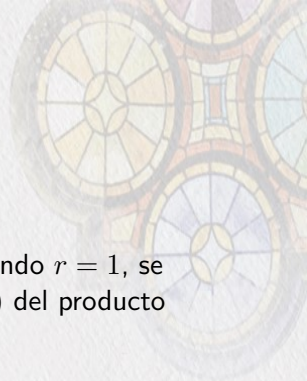 ndo r = 1, se
) del producto